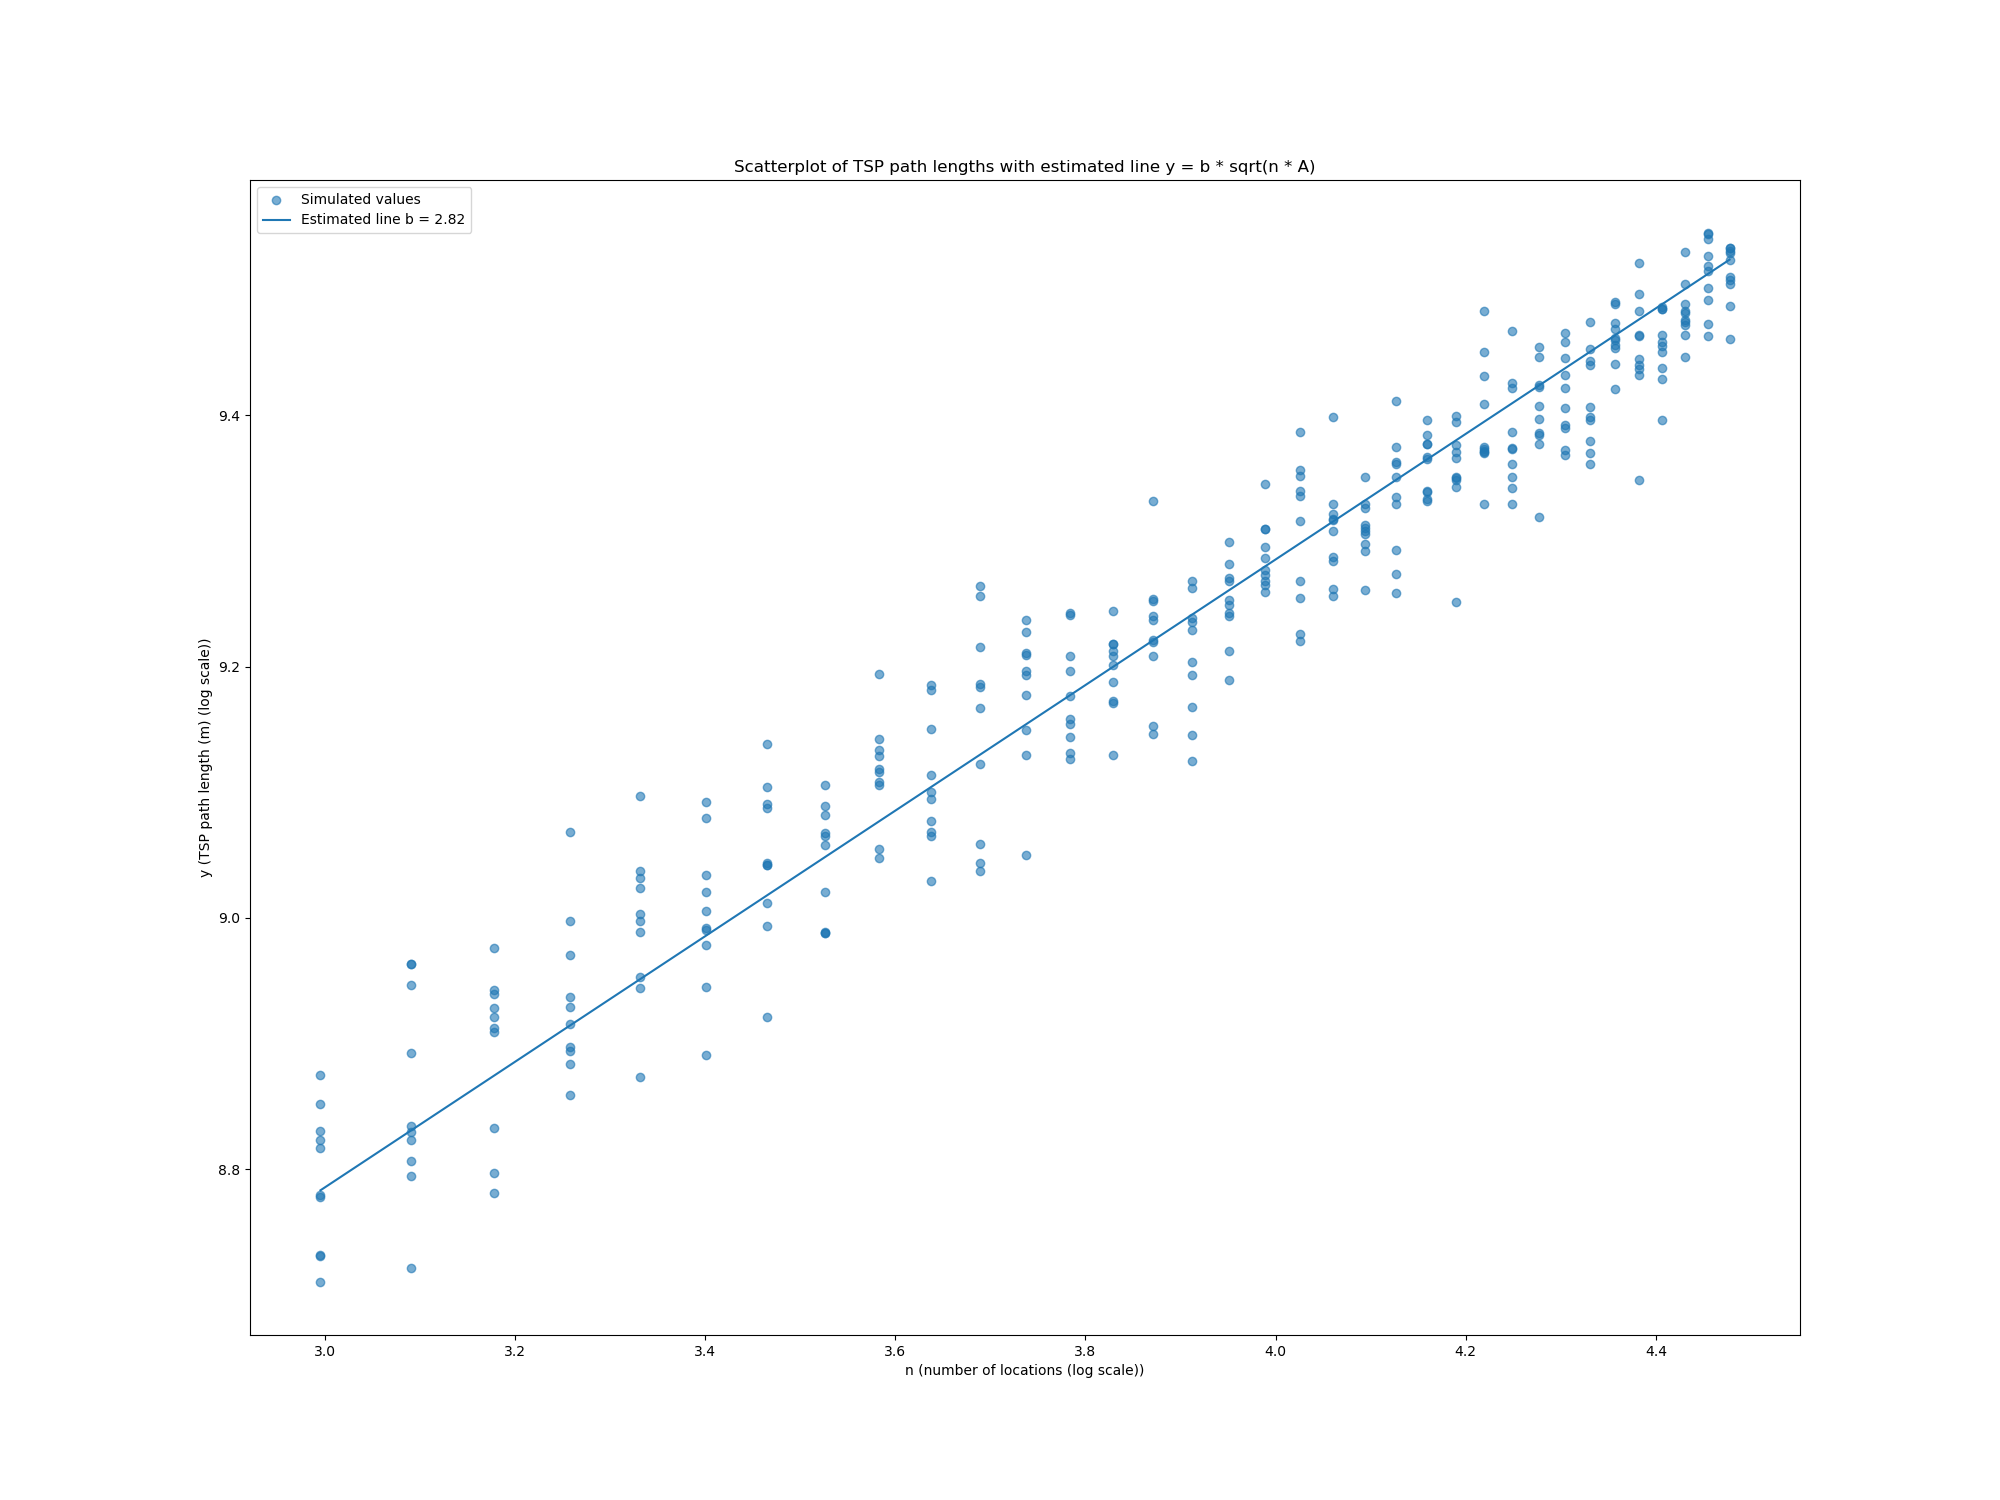 Scatterplot of TSP path lengths with estimated line y = b * sqrt(n * A)
Simulated values
Estimated line b = 2.82
y (TSP path length (m) (log scale))
9.4
9.2
9.0
8.8
3.0 3.2 3.4 3.6 3.8 4.0 4.2 4.4
n (number of locations (log scale))